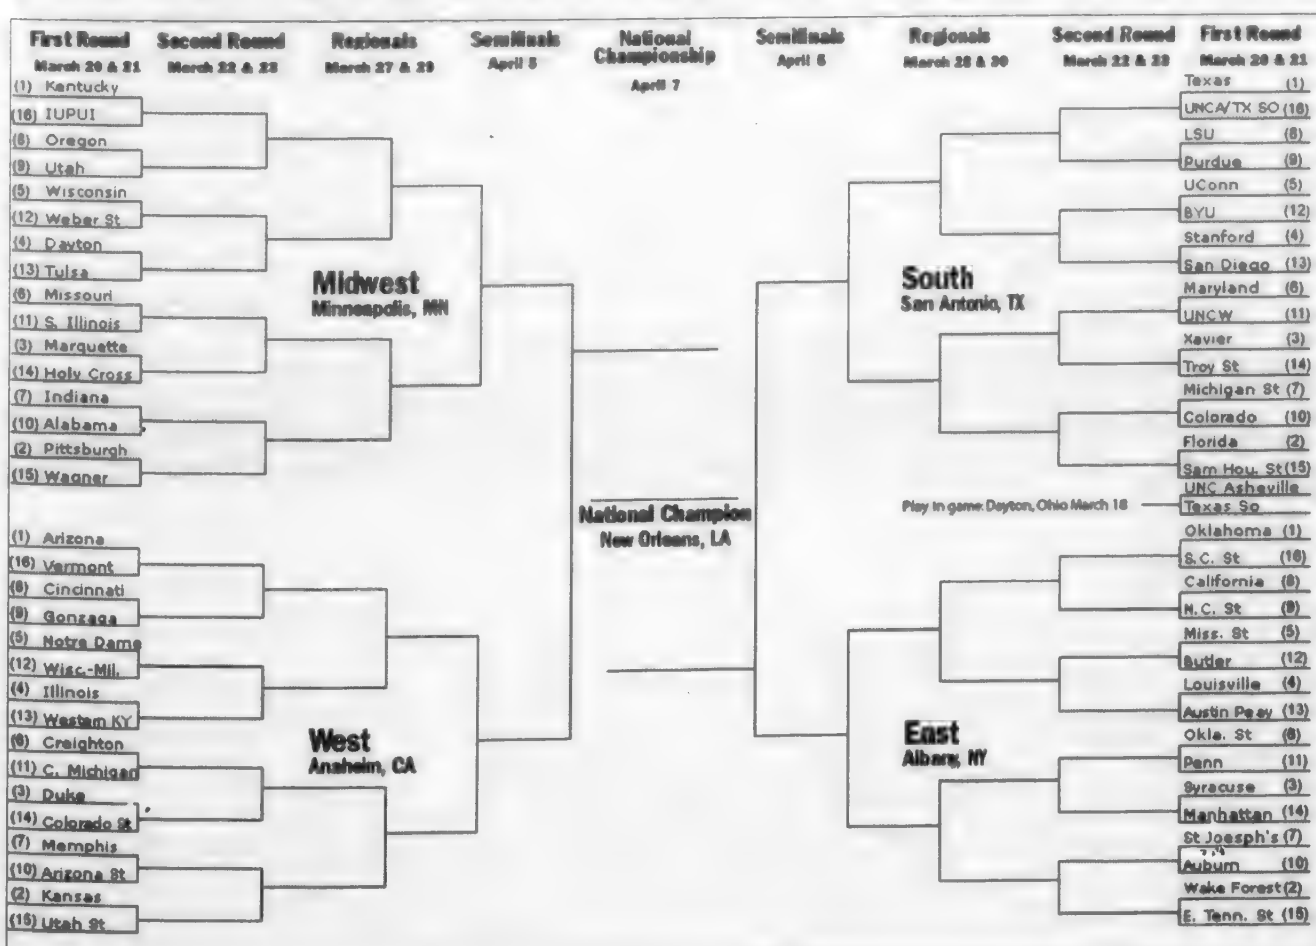 First Round
March 20 & 21
Second Round
March 22 & 23
Regionals
March 27 & 29
Semifinals
April 5
National
Championship
April 7
Semifinals
April 5
Regionals
March 28 & 30
Second Round
March 22 & 23
First Round
March 20 & 21
(1) Kentucky
(16) IUPUI
(8) Oregon
(9) Utah
(5) Wisconsin
(12) Weber St
(4) Dayton
(13) Tulsa
(6) Missouri
(11) S. Illinois
(3) Marquette
(14) Holy Cross
(7) Indiana
(10) Alabama
(2) Pittsburgh
(15) Wagner
Midwest
Minneapolis, MN
(1) Arizona
(16) Vermont
(8) Cincinnati
(9) Gonzaga
(5) Notre Dame
(12) Wisc.-Mil.
(4) Illinois
(13) Western KY
(6) Creighton
(11) C. Michigan
(3) Duke
(14) Colorado St
(7) Memphis
(10) Arizona St
(2) Kansas
(15) Utah St
West
Anaheim, CA
National Champion
New Orleans, LA
Texas (1)
UNCA/TX SO (16)
LSU (8)
Purdue (9)
UConn (5)
BYU (12)
Stanford (4)
San Diego (13)
Maryland (6)
UNCW (11)
Xavier (3)
Troy St (14)
Michigan St (7)
Colorado (10)
Florida (2)
Sam Hou. St (15)
South
San Antonio, TX
UNC Asheville
Play in game: Dayton, Ohio March 18
Texas So
Oklahoma (1)
S.C. St (16)
California (8)
N.C. St (9)
Miss. St (5)
Butler (12)
Louisville (4)
Austin Peay (13)
Okla. St (6)
Penn (11)
Syracuse (3)
Manhattan (14)
St Joesph's (7)
Auburn (10)
Wake Forest (2)
E. Tenn. St (15)
East
Albany, NY